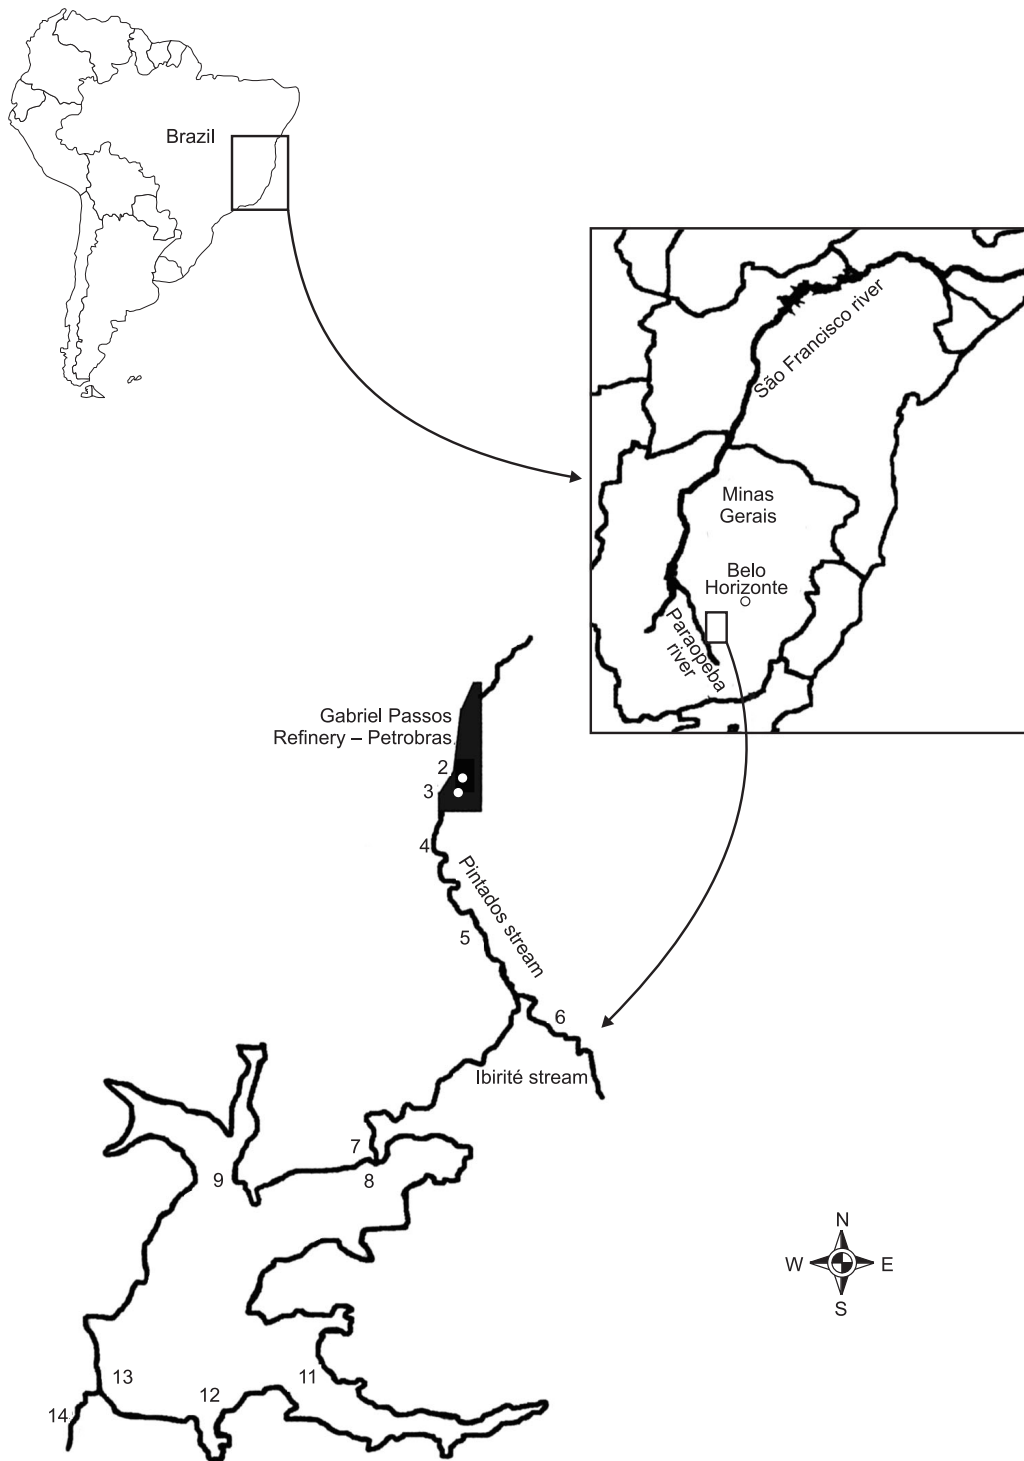 Brazil
São Francisco river
Minas
Gerais
Belo
Horizonte
Paraopeba
river
Gabriel Passos
Refinery – Petrobras
2
3
4
Pintados stream
5
6
Ibirité stream
7
8
9
N
W
E
S
11
13
12
14